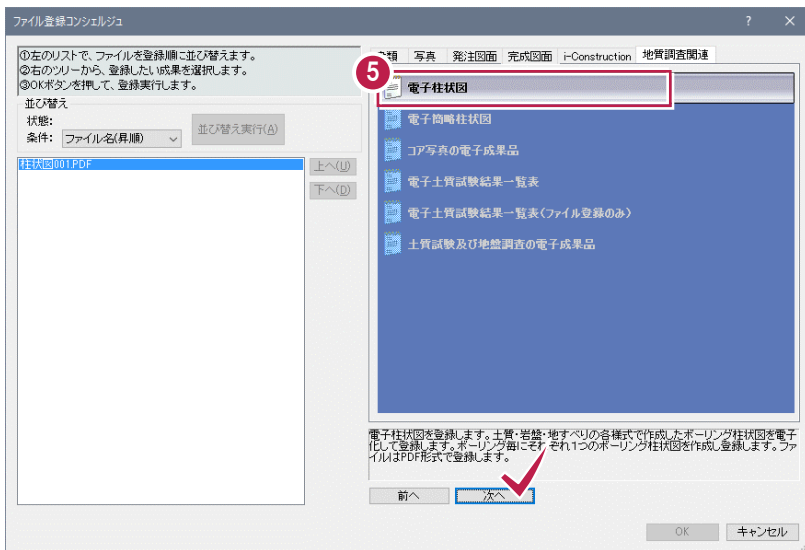 ファイル登録コンシェルジュ
?
×
①左のリストで、ファイルを登録順に並び替えます。
②右のツリーから、登録したい成果を選択します。
③OKボタンを押して、登録実行します。
並び替え
状態:
条件: ファイル名(昇順)
並び替え実行(A)
柱状図001.PDF
上へ(U)
下へ(D)
写真 発注図面 完成図面 i-Construction 地質調査関連
5
電子柱状図
電子簡略柱状図
コア写真の電子成果品
電子土質試験結果一覧表
電子土質試験結果一覧表(ファイル登録のみ)
土質試験及び地盤調査の電子成果品
電子柱状図を登録します。土質・岩盤・地すべりの各様式で作成したボーリング柱状図を電子
化して登録します。ボーリング毎にそれぞれ1つのボーリング柱状図を作成し登録します。ファ
イルはPDF形式で登録します。
前へ
次へ
OK
キャンセル